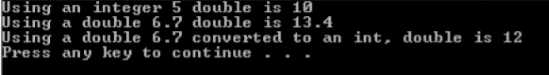 Using an integer 5 double is 10
Using a double 6.7 double is 13.4
Using a double 6.7 converted to an int, double is 12
Press any key to continue . . .